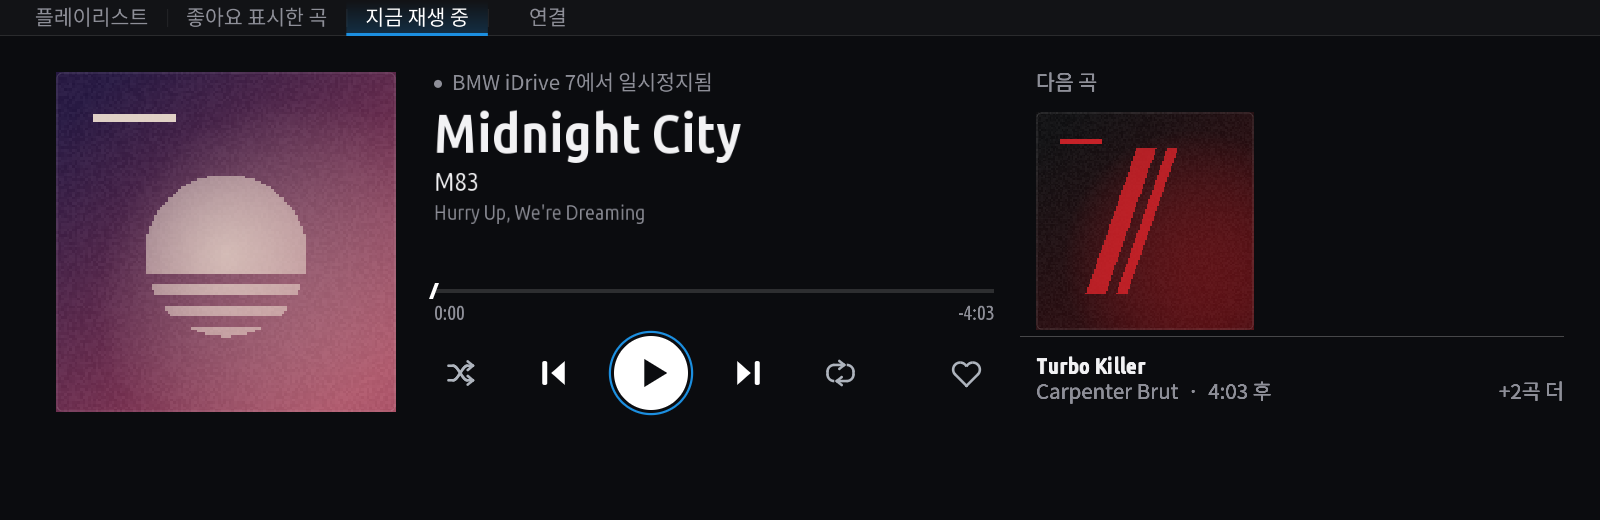 플레이리스트
좋아요 표시한 곡
지금 재생 중
연결
BMW iDrive 7에서 일시정지됨
Midnight City
M83
Hurry Up, We're Dreaming
0:00
-4:03
다음 곡
Turbo Killer
Carpenter Brut · 4:03 후
+2곡 더